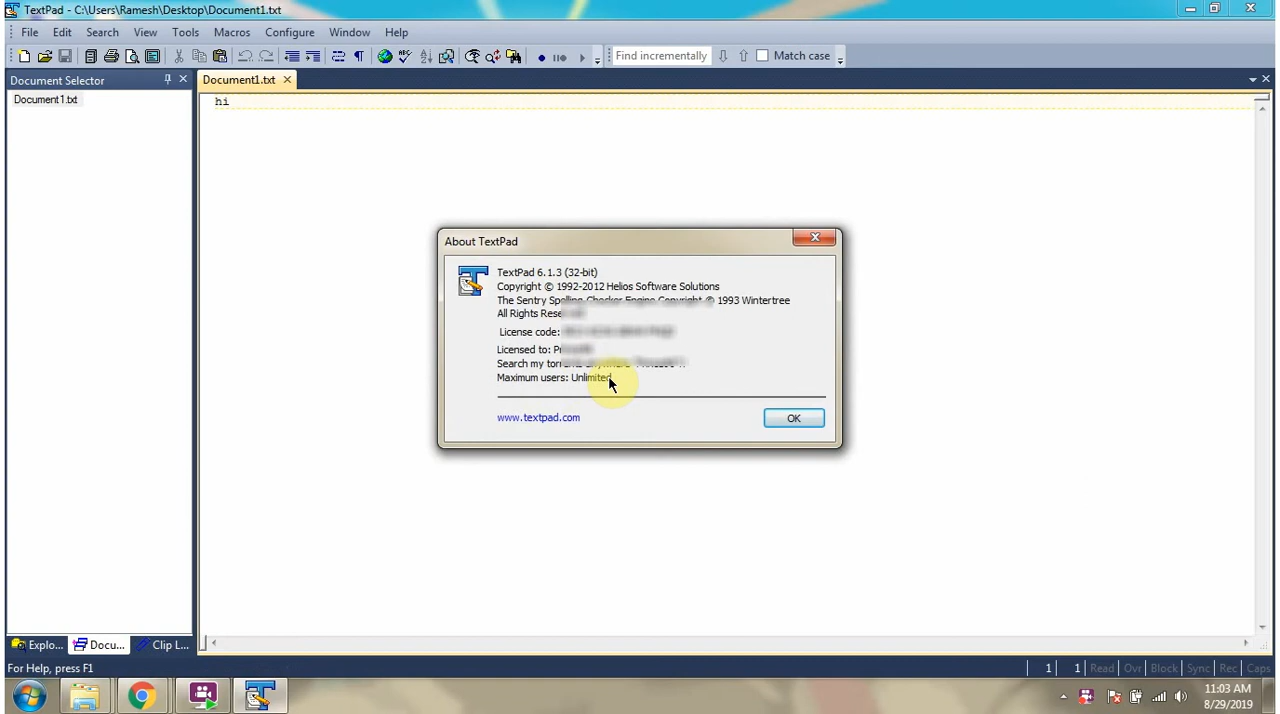 TextPad - C:\Users\Ramesh\Desktop\Document1.txt
File Edit Search View Tools Macros Configure Window Help
Find incrementally Match case
Document Selector
Document1.txt
Document1.txt
hi
About TextPad
TextPad 6.1.3 (32-bit)
Copyright © 1992-2012 Helios Software Solutions
The Sentry Spelling-Checker Engine Copyright © 1993 Wintertree
All Rights
License code:
Licensed to:
Search my
Maximum users: Unlimited
www.textpad.com
OK
Explo... Docu... Clip L...
For Help, press F1
1 1 Read Ovr Block Sync Rec Caps
11:03 AM
8/29/2019